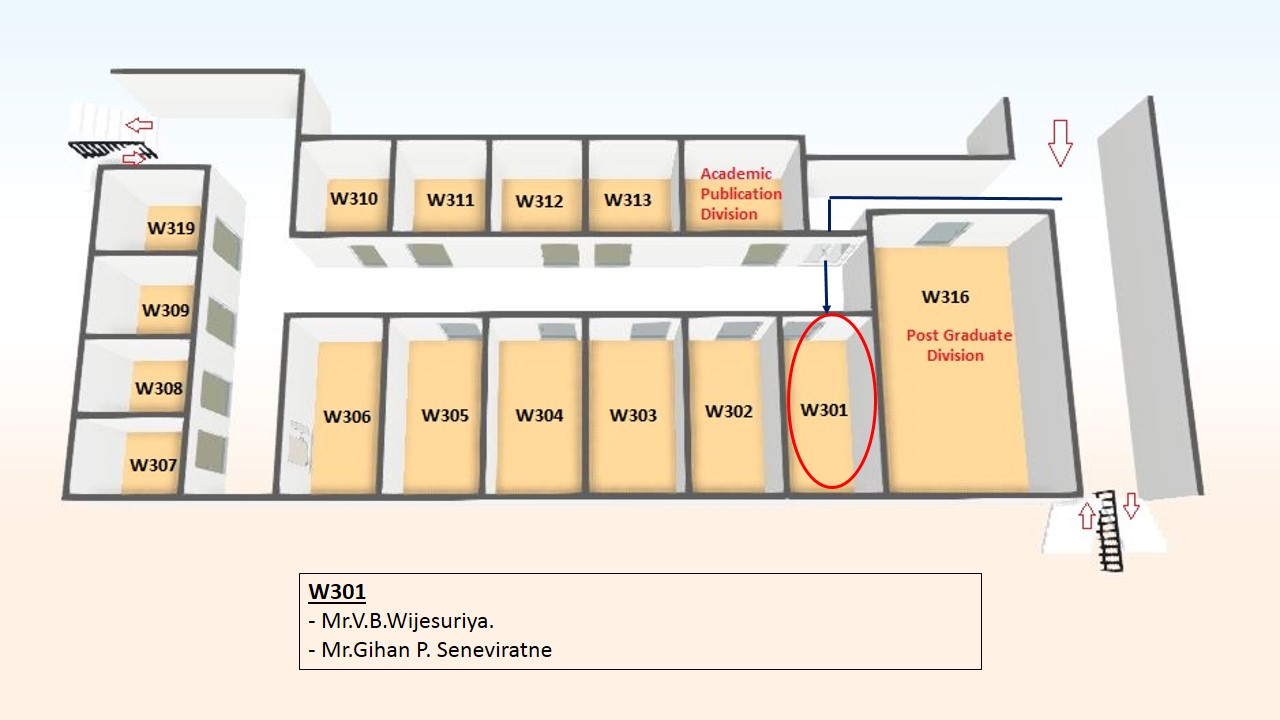 W310
W311
W312
W313
Academic
Publication
Division
W319
W309
W308
W307
W316
Post Graduate
Division
W306
W305
W304
W303
W302
W301
W301
- Mr.V.B.Wijesuriya.
- Mr.Gihan P. Seneviratne